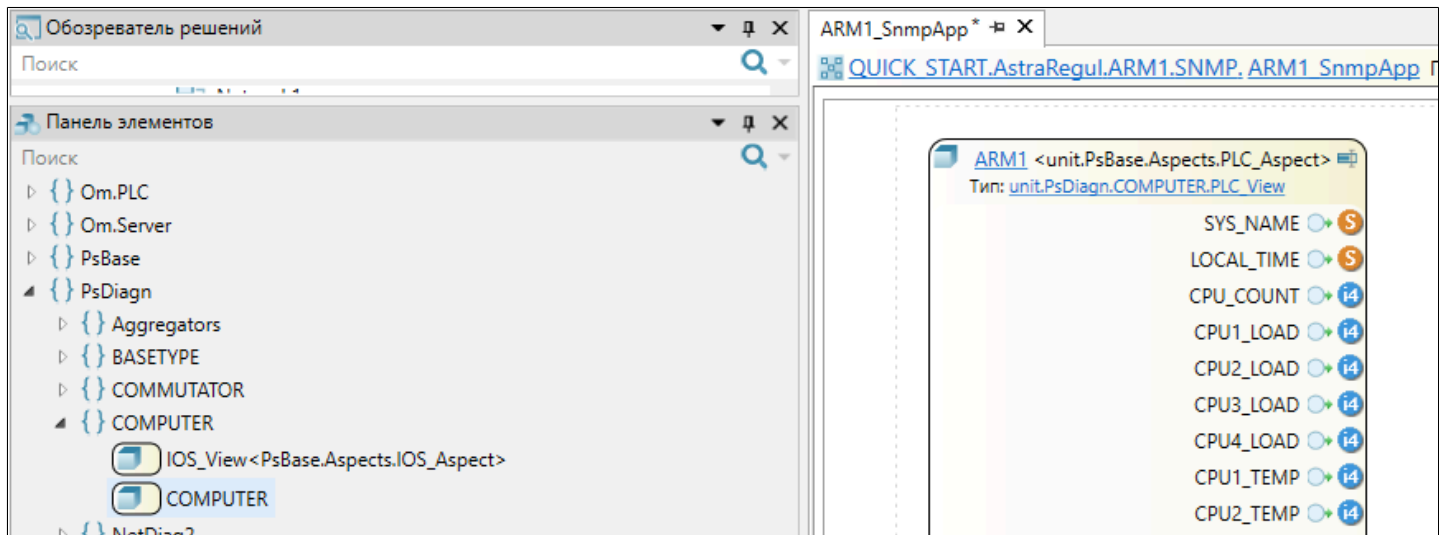 Обозреватель решений
Поиск
Панель элементов
Поиск
{ } Om.PLC
{ } Om.Server
{ } PsBase
{ } PsDiagn
{ } Aggregators
{ } BASETYPE
{ } COMMUTATOR
{ } COMPUTER
IOS_View<PsBase.Aspects.IOS_Aspect>
COMPUTER
ARM1_SnmpApp*
QUICK_START.AstraRegul.ARM1.SNMP. ARM1_SnmpApp
ARM1 <unit.PsBase.Aspects.PLC_Aspect>
Тип: unit.PsDiagn.COMPUTER.PLC_View
SYS_NAME S
LOCAL_TIME S
CPU_COUNT i4
CPU1_LOAD i4
CPU2_LOAD i4
CPU3_LOAD i4
CPU4_LOAD i4
CPU1_TEMP i4
CPU2_TEMP i4